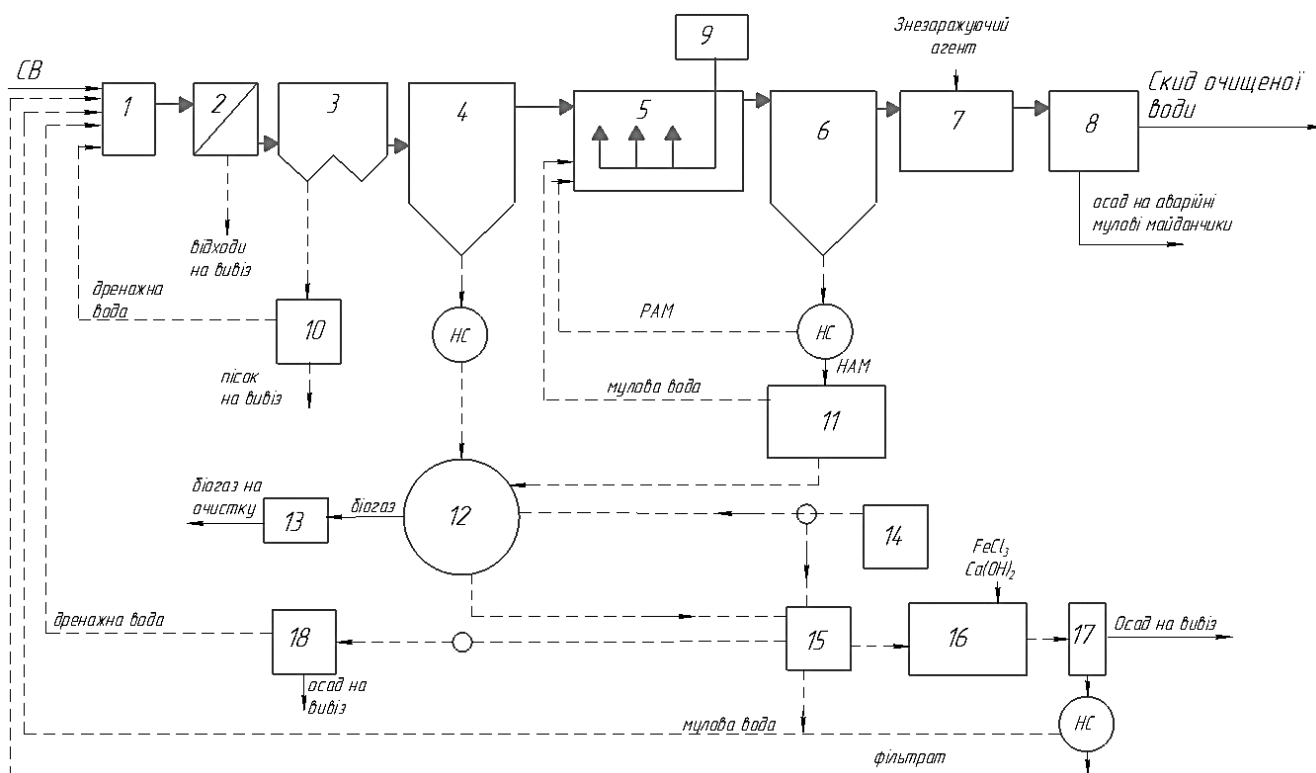 Знезаражуючий
агент
СВ
1
2
3
4
5
9
6
7
8
Скид очищеної
води
осад на аварійні
мулові майданчики
відходи
на вивіз
дренажна
вода
10
НС
РАМ
НС
НАМ
пісок
на вивіз
мулова вода
11
біогаз на
очистку
13
біогаз
12
14
FeCl₃
Ca(OH)₂
дренажна вода
18
15
16
17
Осад на вивіз
осад на
вивіз
мулова вода
НС
фільтрат